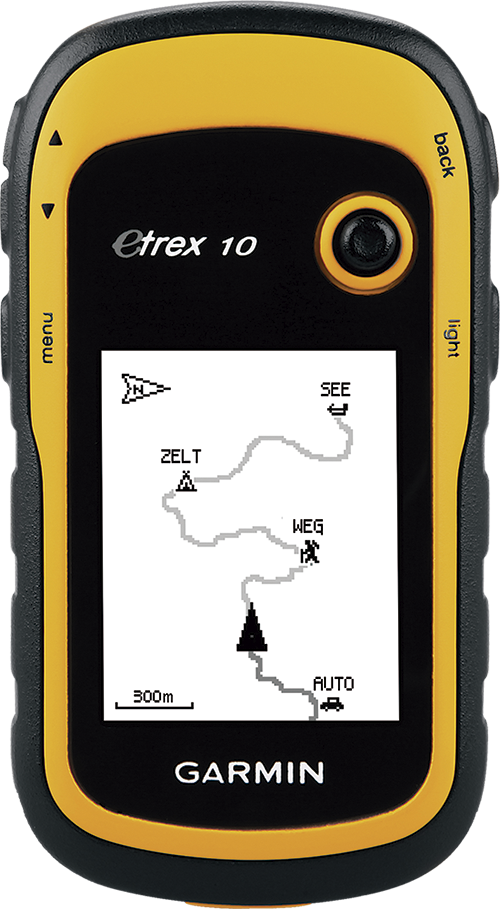 back
etrex 10
menu
light
N
SEE
ZELT
WEG
AUTO
300m
GARMIN